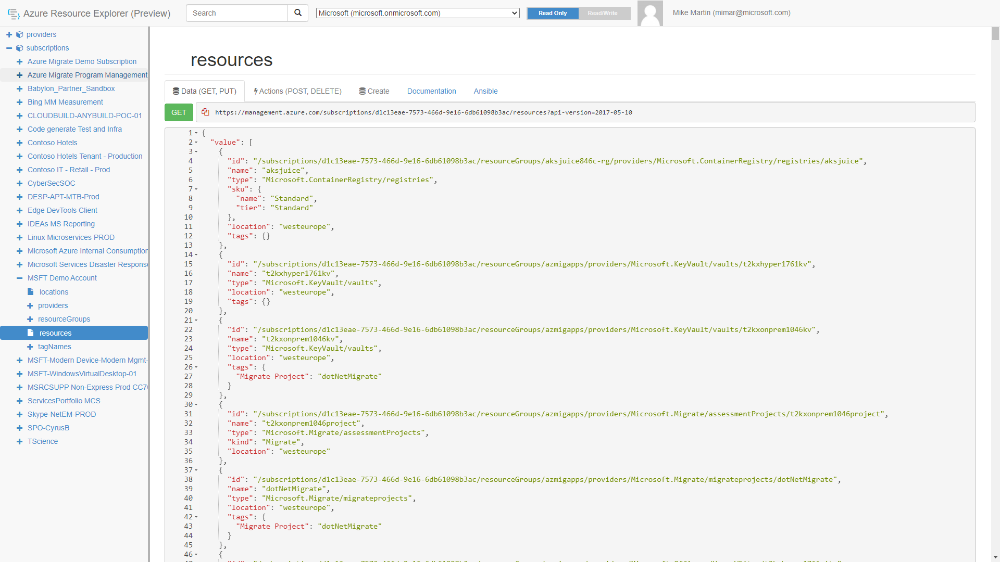 Azure Resource Explorer (Preview)
Search
Microsoft (microsoft.onmicrosoft.com)
Read Only
Read/Write
Mike Martin (mimar@microsoft.com)
providers
subscriptions
Azure Migrate Demo Subscription
Azure Migrate Program Management
Babylon_Partner_Sandbox
Bing MM Measurement
CLOUDBUILD-ANYBUILD-POC-01
Code generate Test and Infra
Contoso Hotels
Contoso Hotels Tenant - Production
Contoso IT - Retail - Prod
CyberSecSOC
DESP-APT-MTB-Prod
Edge DevTools Client
IDEAs MS Reporting
Linux Microservices PROD
Microsoft Azure Internal Consumption
Microsoft Services Disaster Response
MSFT Demo Account
locations
providers
resourceGroups
resources
tagNames
MSFT-Modern Device-Modern Mgmt-
MSFT-WindowsVirtualDesktop-01
MSRCSUPP Non-Express Prod CC70
ServicesPortfolio MCS
Skype-NetEM-PROD
SPO-CyrusB
TScience
resources
Data (GET, PUT)
Actions (POST, DELETE)
Create
Documentation
Ansible
GET
https://management.azure.com/subscriptions/d1c13eae-7573-466d-9e16-6db61098b3ac/resources?api-version=2017-05-10
1 {
2 "value": [
3 {
4 "id": "/subscriptions/d1c13eae-7573-466d-9e16-6db61098b3ac/resourceGroups/aksjuice846c-rg/providers/Microsoft.ContainerRegistry/registries/aksjuice",
5 "name": "aksjuice",
6 "type": "Microsoft.ContainerRegistry/registries",
7 "sku": {
8 "name": "Standard",
9 "tier": "Standard"
10 },
11 "location": "westeurope",
12 "tags": {}
13 },
14 {
15 "id": "/subscriptions/d1c13eae-7573-466d-9e16-6db61098b3ac/resourceGroups/azmigapps/providers/Microsoft.KeyVault/vaults/t2kxhyper1761kv",
16 "name": "t2kxhyper1761kv",
17 "type": "Microsoft.KeyVault/vaults",
18 "location": "westeurope",
19 "tags": {}
20 },
21 {
22 "id": "/subscriptions/d1c13eae-7573-466d-9e16-6db61098b3ac/resourceGroups/azmigapps/providers/Microsoft.KeyVault/vaults/t2kxonprem1046kv",
23 "name": "t2kxonprem1046kv",
24 "type": "Microsoft.KeyVault/vaults",
25 "location": "westeurope",
26 "tags": {
27 "Migrate Project": "dotNetMigrate"
28 }
29 },
30 {
31 "id": "/subscriptions/d1c13eae-7573-466d-9e16-6db61098b3ac/resourceGroups/azmigapps/providers/Microsoft.Migrate/assessmentProjects/t2kxonprem1046project",
32 "name": "t2kxonprem1046project",
33 "type": "Microsoft.Migrate/assessmentProjects",
34 "kind": "Migrate",
35 "location": "westeurope"
36 },
37 {
38 "id": "/subscriptions/d1c13eae-7573-466d-9e16-6db61098b3ac/resourceGroups/azmigapps/providers/Microsoft.Migrate/migrateprojects/dotNetMigrate",
39 "name": "dotNetMigrate",
40 "type": "Microsoft.Migrate/migrateprojects",
41 "location": "westeurope",
42 "tags": {
43 "Migrate Project": "dotNetMigrate"
44 }
45 },
46 {